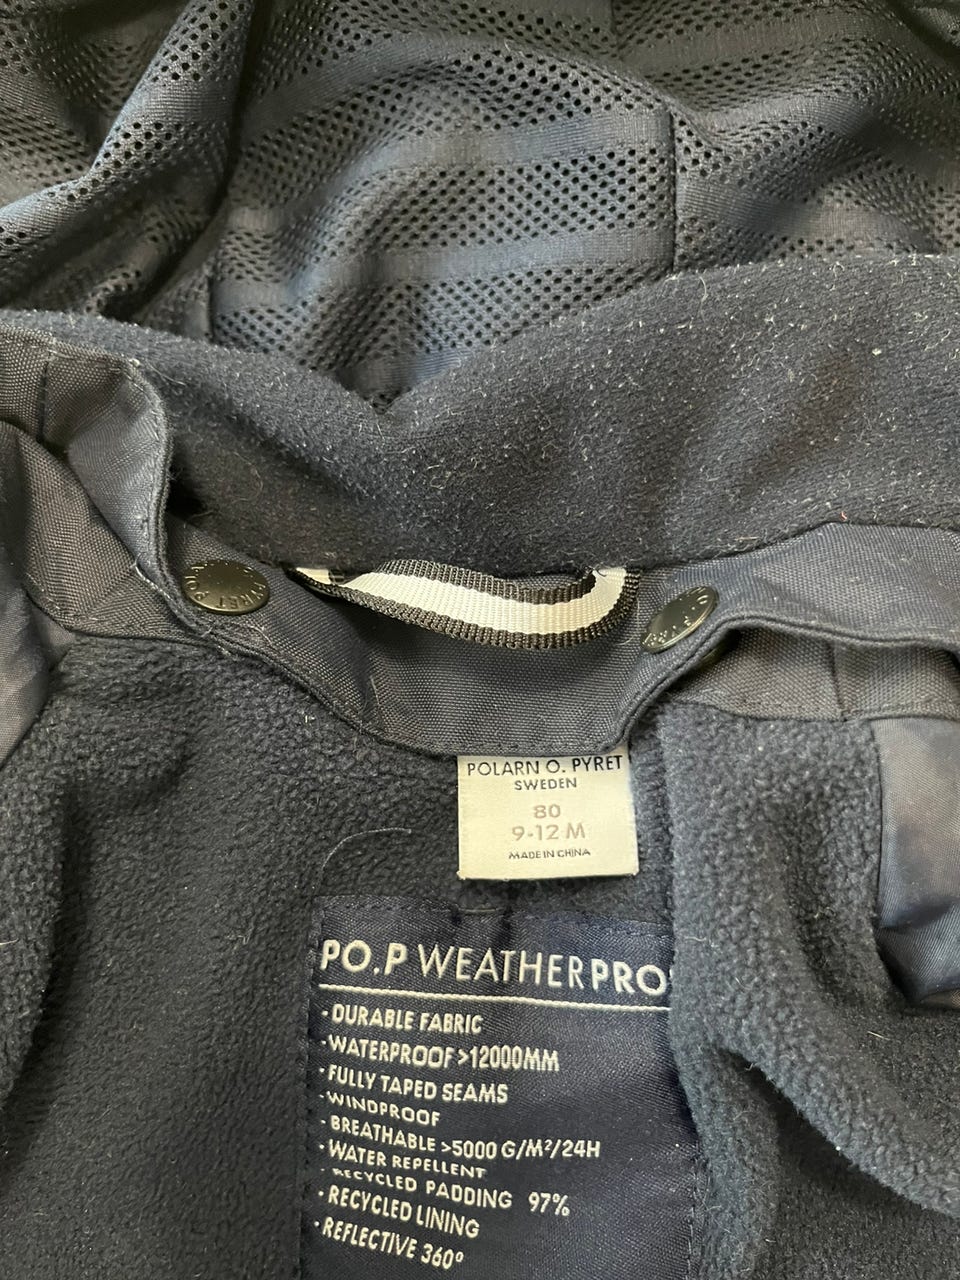 POLARN O. PYRET
SWEDEN
80
9-12 M
MADE IN CHINA
PO.P WEATHERPRO
· DURABLE FABRIC
· WATERPROOF >12000MM
· FULLY TAPED SEAMS
· WINDPROOF
· BREATHABLE >5000 G/M²/24H
· WATER REPELLENT
· RECYCLED PADDING 97%
· RECYCLED LINING
· REFLECTIVE 360°